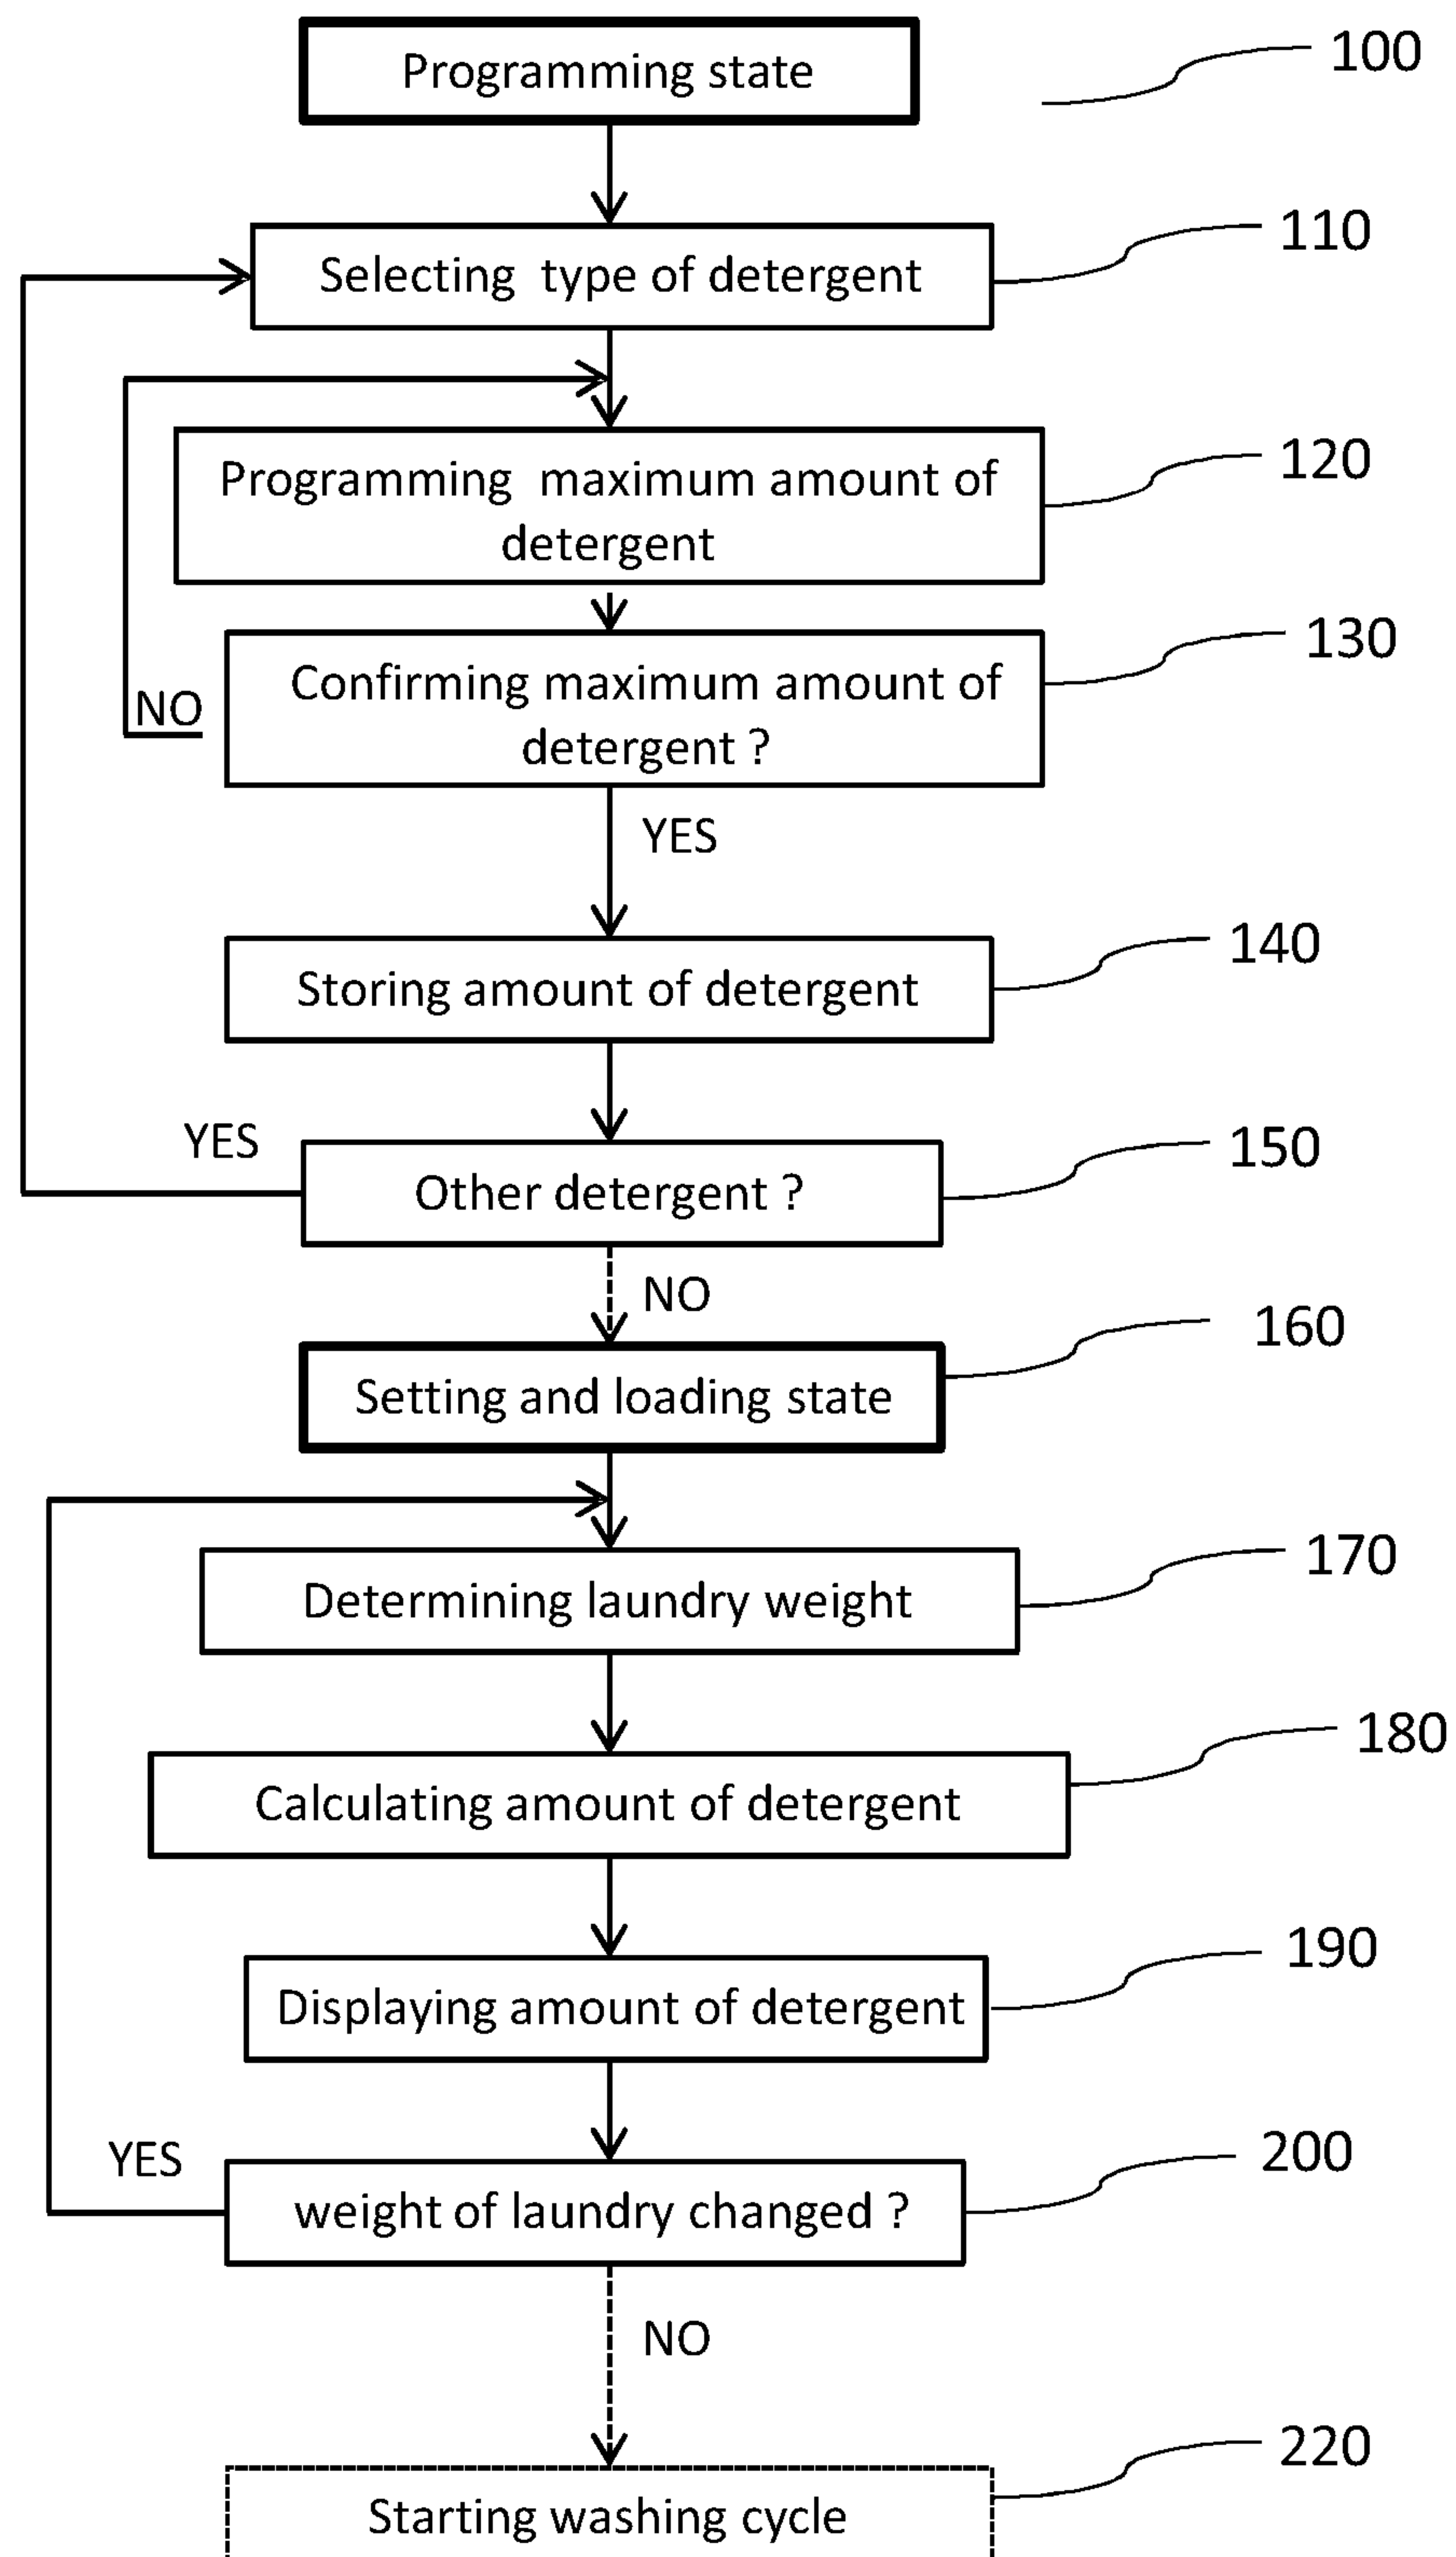 Programming state
100
Selecting type of detergent
110
Programming maximum amount of
detergent
120
Confirming maximum amount of
detergent ?
130
NO
YES
Storing amount of detergent
140
YES
Other detergent ?
150
NO
Setting and loading state
160
Determining laundry weight
170
Calculating amount of detergent
180
Displaying amount of detergent
190
YES
weight of laundry changed ?
200
NO
Starting washing cycle
220